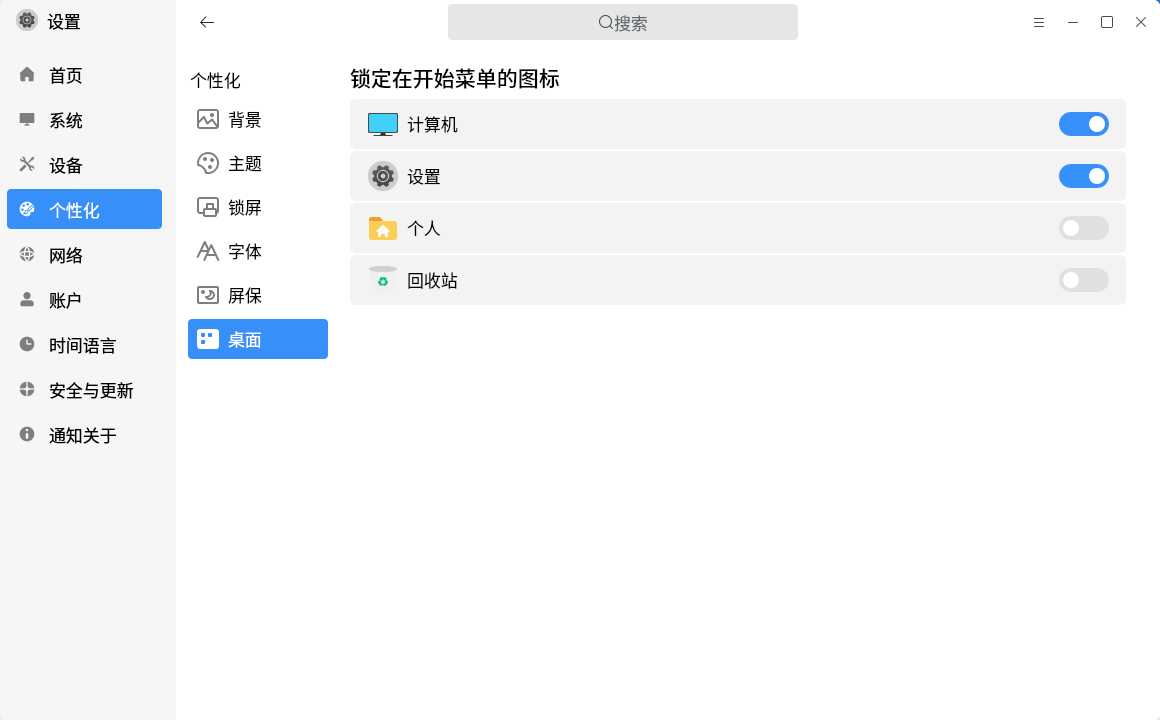 设置
搜索
首页
系统
设备
个性化
网络
账户
时间语言
安全与更新
通知关于
个性化
背景
主题
锁屏
字体
屏保
桌面
锁定在开始菜单的图标
计算机
设置
个人
回收站